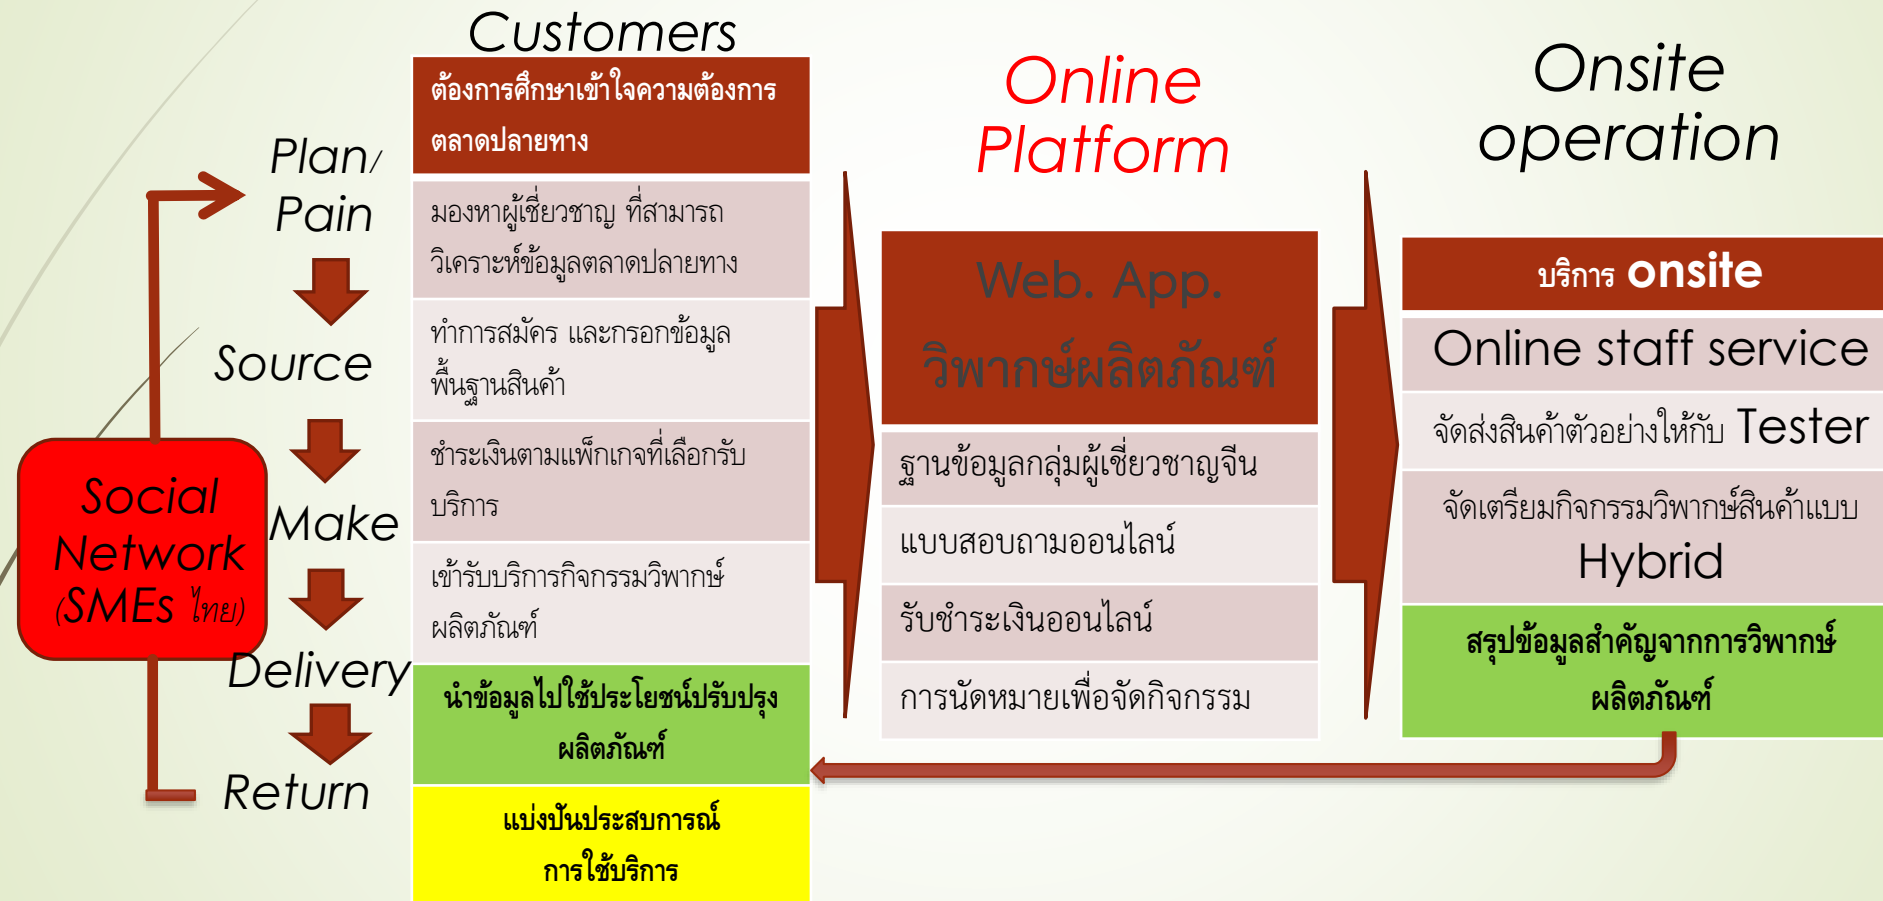 Customers
ต้องการศึกษาเข้าใจความต้องการ
ตลาดปลายทาง
มองหาผู้เชี่ยวชาญ ที่สามารถ
วิเคราะห์ข้อมูลตลาดปลายทาง
ทำการสมัคร และกรอกข้อมูล
พื้นฐานสินค้า
ชำระเงินตามแพ็กเกจที่เลือกรับ
บริการ
เข้ารับบริการกิจกรรมวิพากษ์
ผลิตภัณฑ์
นำข้อมูลไปใช้ประโยชน์ปรับปรุง
ผลิตภัณฑ์
แบ่งปันประสบการณ์
การใช้บริการ
Plan/
Pain
Source
Make
Delivery
Return
Social
Network
(SMEs ไทย)
Online
Platform
Web. App.
วิพากษ์ผลิตภัณฑ์
ฐานข้อมูลกลุ่มผู้เชี่ยวชาญจีน
แบบสอบถามออนไลน์
รับชำระเงินออนไลน์
การนัดหมายเพื่อจัดกิจกรรม
Onsite
operation
บริการ onsite
Online staff service
จัดส่งสินค้าตัวอย่างให้กับ Tester
จัดเตรียมกิจกรรมวิพากษ์สินค้าแบบ
Hybrid
สรุปข้อมูลสำคัญจากการวิพากษ์
ผลิตภัณฑ์